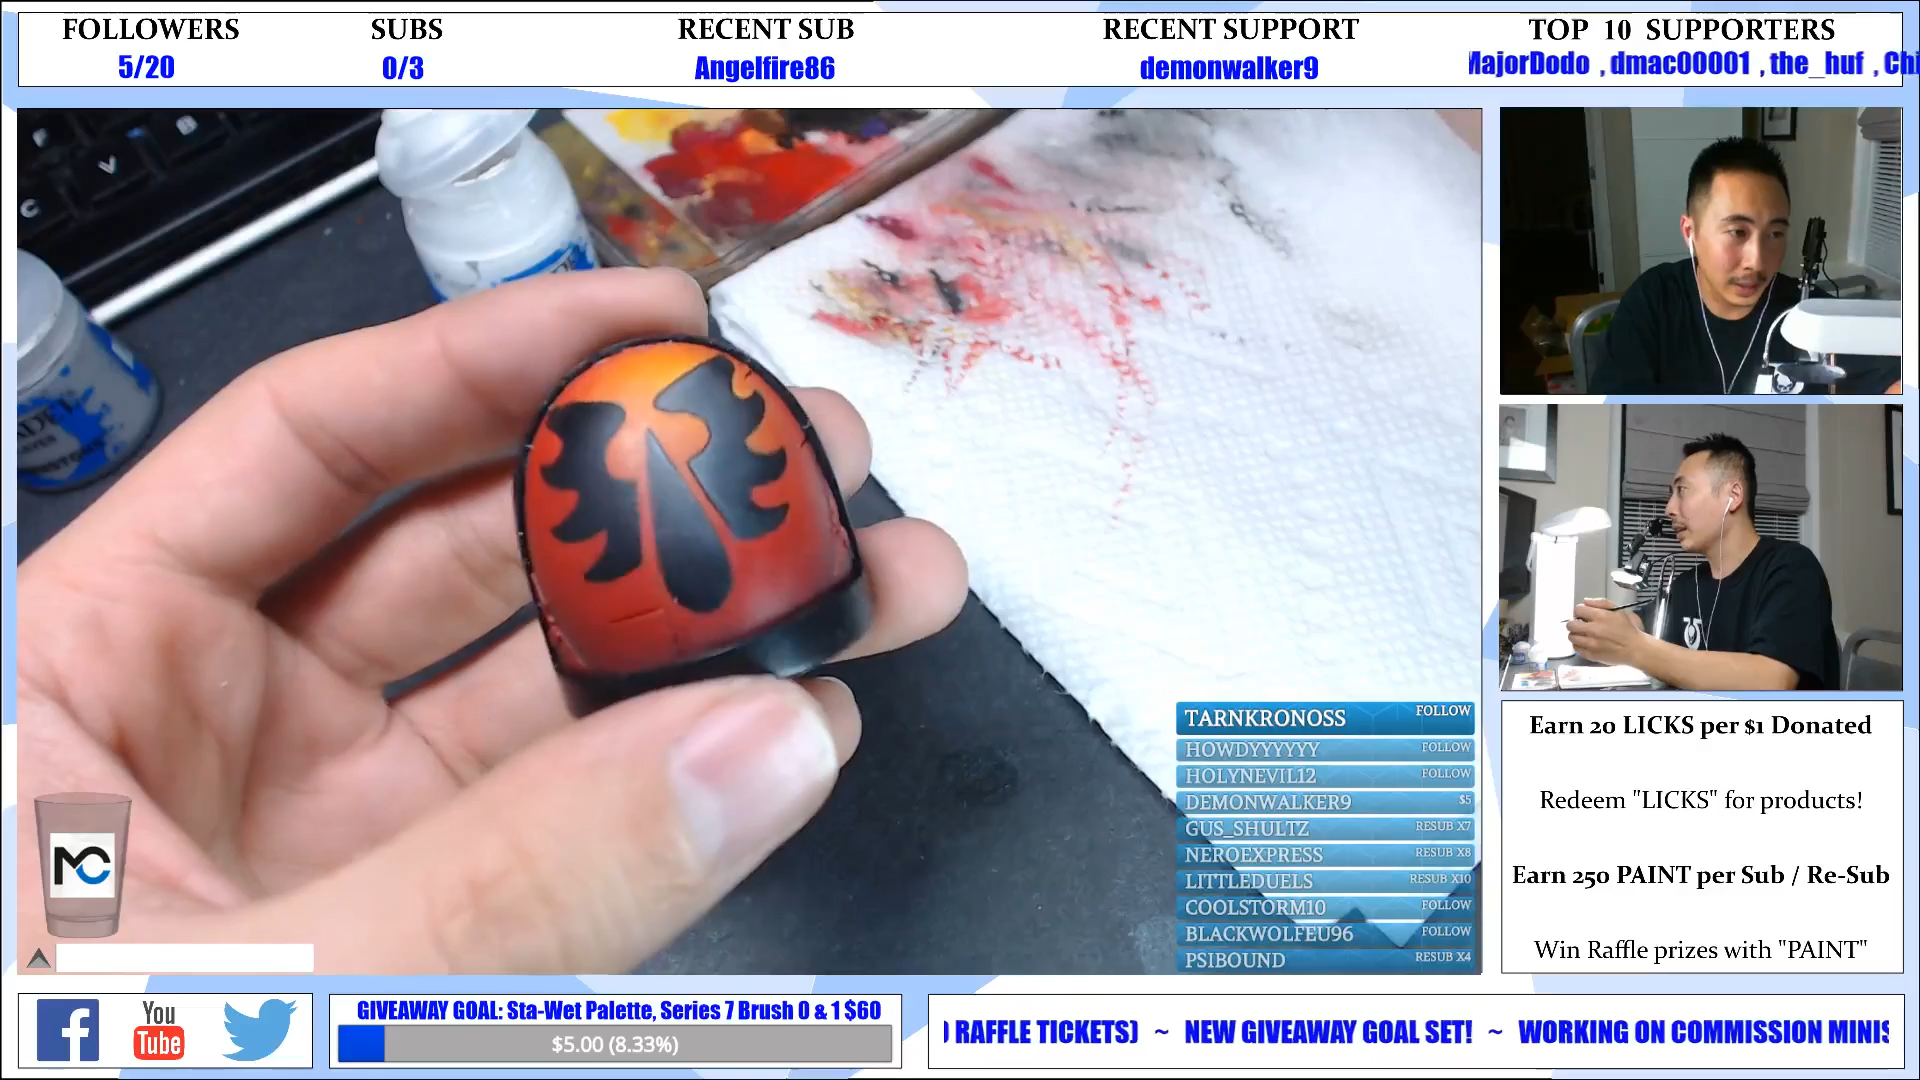 FOLLOWERS
5/20
SUBS
0/3
RECENT SUB
Angelfire86
RECENT SUPPORT
demonwalker9
TOP 10 SUPPORTERS
MajorDodo , dmac00001 , the_huf , Chi
F
B
V
C
TARNKRONOSS FOLLOW
HOWDYYYYYY FOLLOW
HOLYNEVIL12 FOLLOW
DEMONWALKER9 $5
GUS_SHULTZ RESUB X7
NEROEXPRESS RESUB X8
LITTLEDUELS RESUB X10
COOLSTORM10 FOLLOW
BLACKWOLFEU96 FOLLOW
PSIBOUND RESUB X4
Earn 20 LICKS per $1 Donated
Redeem "LICKS" for products!
Earn 250 PAINT per Sub / Re-Sub
Win Raffle prizes with "PAINT"
MC
f
You
Tube
GIVEAWAY GOAL: Sta-Wet Palette, Series 7 Brush 0 & 1 $60
$5.00 (8.33%)
RAFFLE TICKETS) ~ NEW GIVEAWAY GOAL SET! ~ WORKING ON COMMISSION MINIS